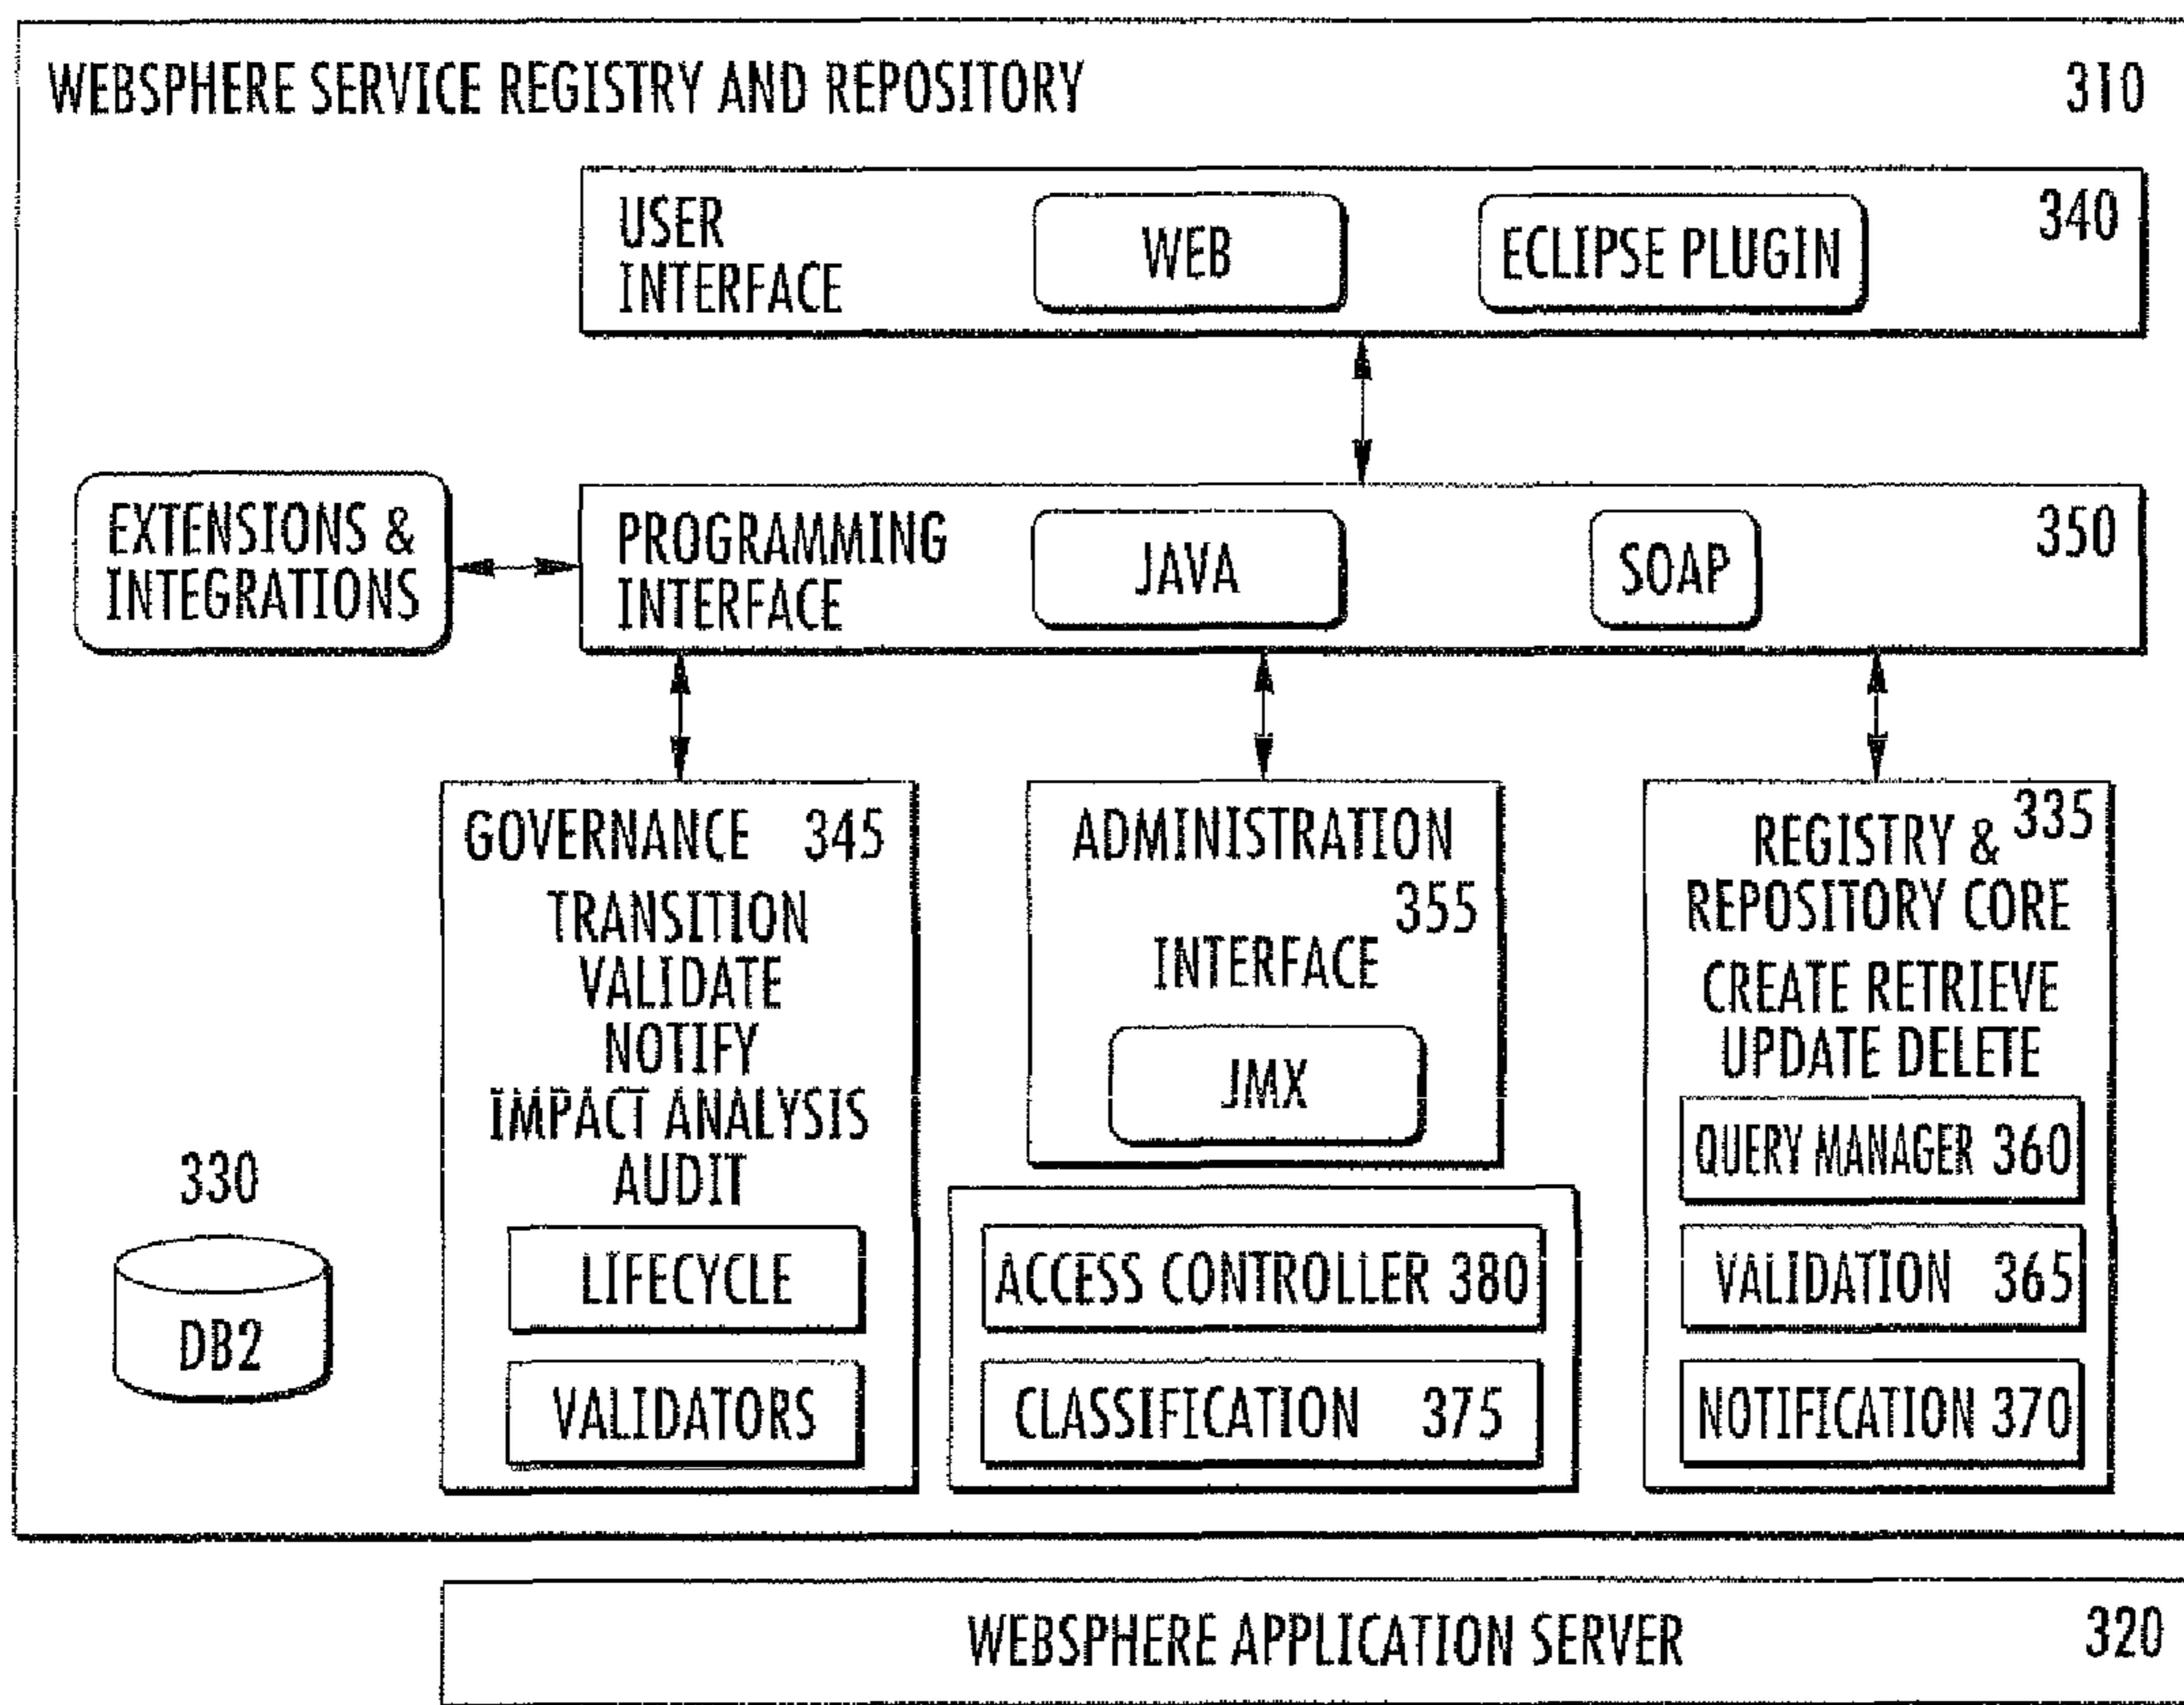 WEBSPHERE SERVICE REGISTRY AND REPOSITORY 310
USER
INTERFACE
WEB
ECLIPSE PLUGIN
340
EXTENSIONS &
INTEGRATIONS
PROGRAMMING
INTERFACE
JAVA
SOAP
350
GOVERNANCE 345
TRANSITION
VALIDATE
NOTIFY
IMPACT ANALYSIS
AUDIT
LIFECYCLE
VALIDATORS
ADMINISTRATION
355
INTERFACE
JMX
ACCESS CONTROLLER 380
CLASSIFICATION 375
335
REGISTRY &
REPOSITORY CORE
CREATE RETRIEVE
UPDATE DELETE
QUERY MANAGER 360
VALIDATION 365
NOTIFICATION 370
330
DB2
WEBSPHERE APPLICATION SERVER 320